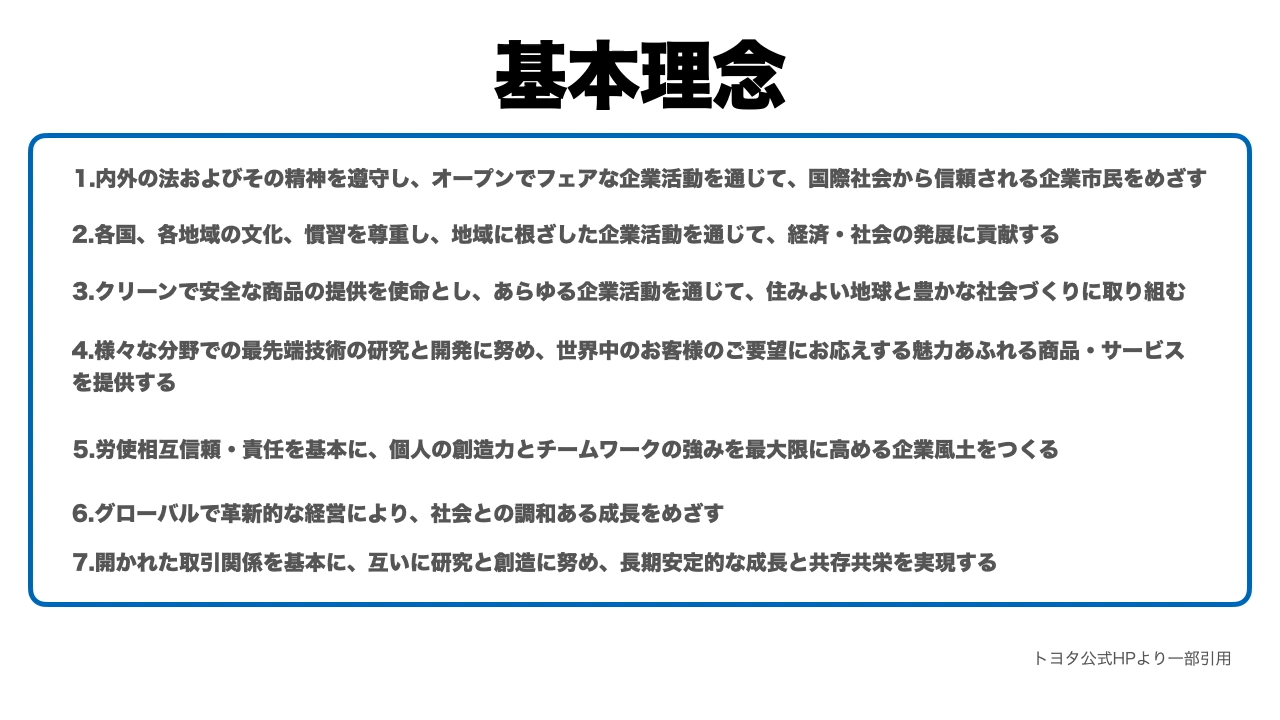 基本理念
1.内外の法およびその精神を遵守し、オープンでフェアな企業活動を通じて、国際社会から信頼される企業市民をめざす
2.各国、各地域の文化、慣習を尊重し、地域に根ざした企業活動を通じて、経済・社会の発展に貢献する
3.クリーンで安全な商品の提供を使命とし、あらゆる企業活動を通じて、住みよい地球と豊かな社会づくりに取り組む
4.様々な分野での最先端技術の研究と開発に努め、世界中のお客様のご要望にお応えする魅力あふれる商品・サービス
を提供する
5.労使相互信頼・責任を基本に、個人の創造力とチームワークの強みを最大限に高める企業風土をつくる
6.グローバルで革新的な経営により、社会との調和ある成長をめざす
7.開かれた取引関係を基本に、互いに研究と創造に努め、長期安定的な成長と共存共栄を実現する
トヨタ公式HPより一部引用